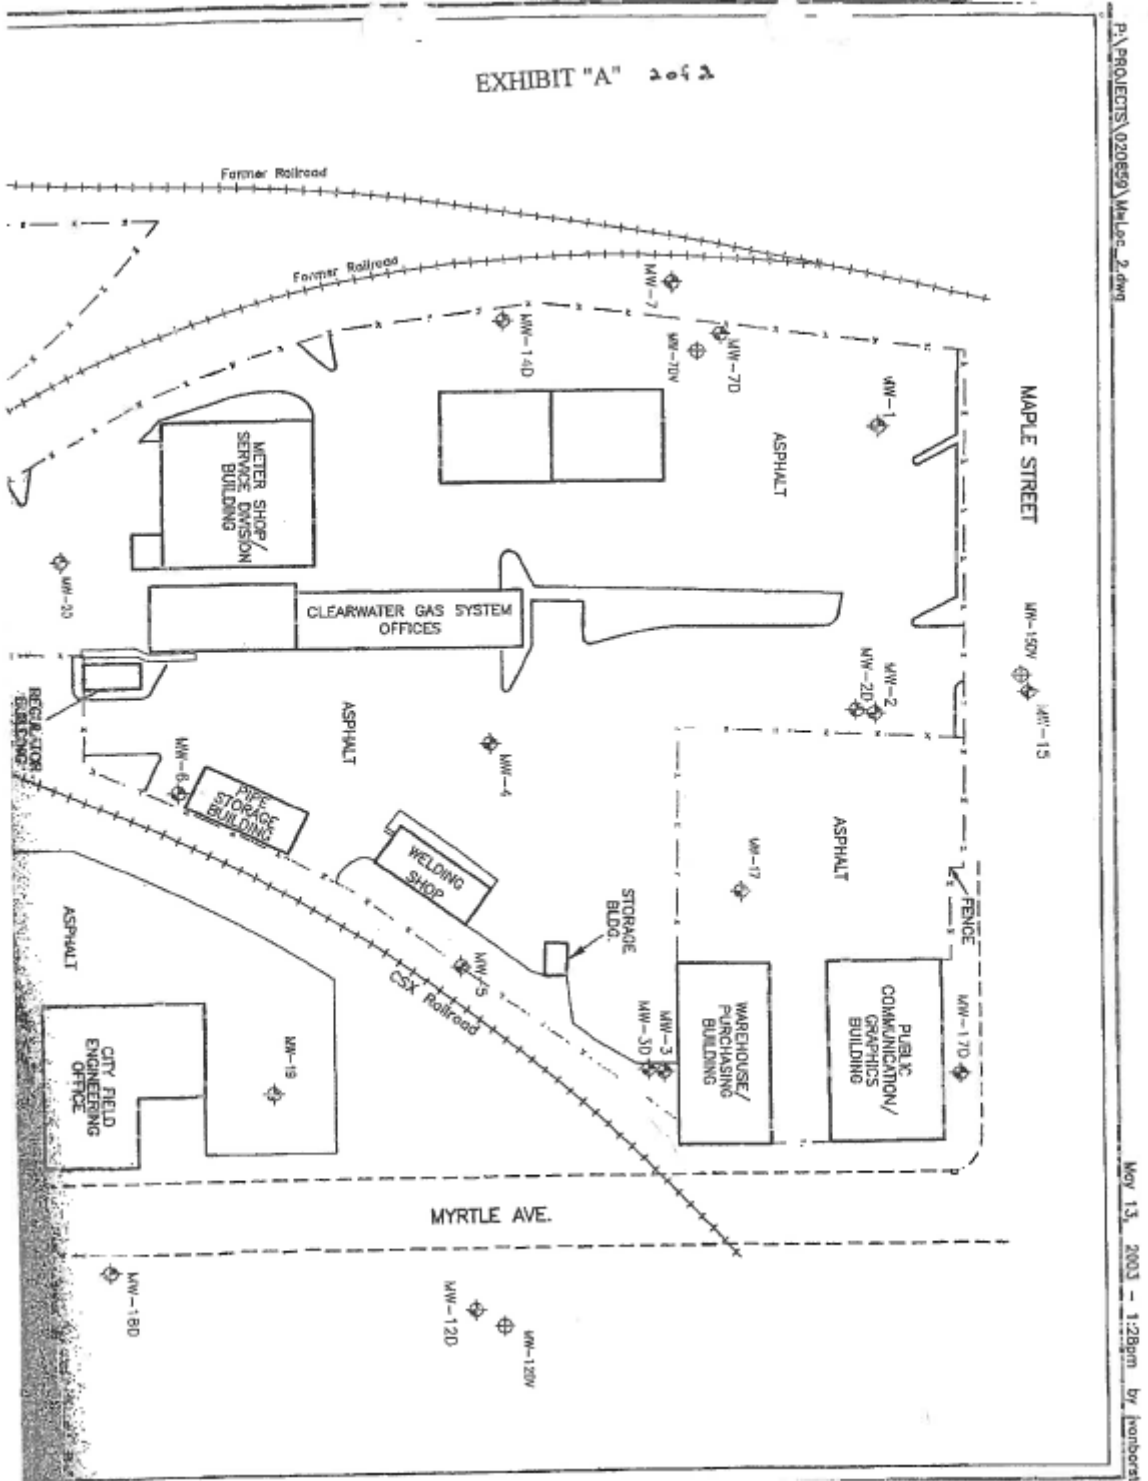 EXHIBIT "A" 2 of 2
P:\PROJECTS\020859\MwLoc_2.dwg
May 13, 2003 - 1:28pm by jvanbors
Former Railroad
Former Railroad
MW-7
MW-7D
MW-7DV
MW-14D
MW-1
MAPLE STREET
ASPHALT
METER SHOP/
SERVICE DIVISION
BUILDING
MW-20
CLEARWATER GAS SYSTEM
OFFICES
MW-15DV
MW-15
MW-2
MW-2D
REGULATOR
BUILDING
ASPHALT
MW-4
MW-6
PIPE
STORAGE
BUILDING
WELDING
SHOP
ASPHALT
MW-17
FENCE
STORAGE
BLDG.
MW-5
CSX Railroad
MW-3
MW-3D
WAREHOUSE/
PURCHASING
BUILDING
PUBLIC
COMMUNICATION/
GRAPHICS
BUILDING
MW-17D
ASPHALT
CITY FIELD
ENGINEERING
OFFICE
MW-19
MYRTLE AVE.
MW-18D
MW-12D
MW-12DV